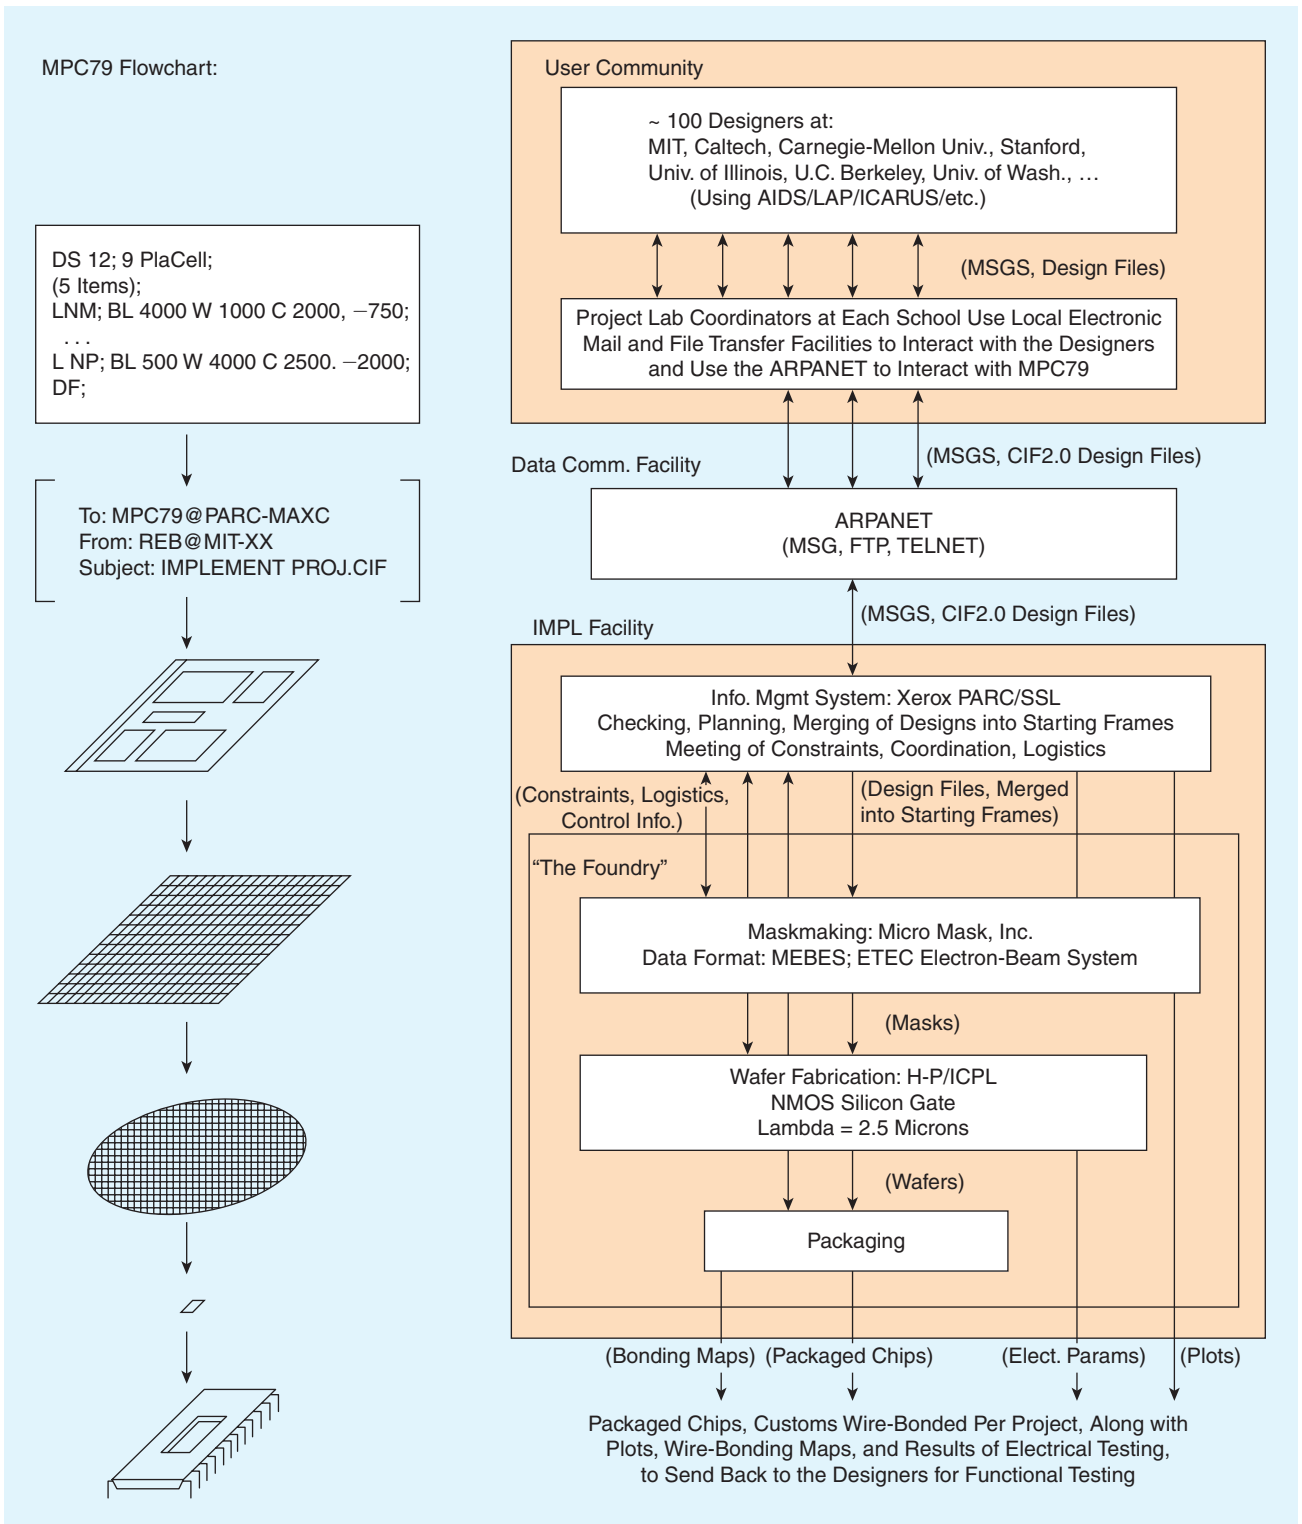 MPC79 Flowchart:
DS 12; 9 PlaCell;
(5 Items);
LNM; BL 4000 W 1000 C 2000, −750;
. . .
L NP; BL 500 W 4000 C 2500. −2000;
DF;
To: MPC79@PARC-MAXC
From: REB@MIT-XX
Subject: IMPLEMENT PROJ.CIF
User Community
~ 100 Designers at:
MIT, Caltech, Carnegie-Mellon Univ., Stanford,
Univ. of Illinois, U.C. Berkeley, Univ. of Wash., …
(Using AIDS/LAP/ICARUS/etc.)
(MSGS, Design Files)
Project Lab Coordinators at Each School Use Local Electronic
Mail and File Transfer Facilities to Interact with the Designers
and Use the ARPANET to Interact with MPC79
(MSGS, CIF2.0 Design Files)
Data Comm. Facility
ARPANET
(MSG, FTP, TELNET)
(MSGS, CIF2.0 Design Files)
IMPL Facility
Info. Mgmt System: Xerox PARC/SSL
Checking, Planning, Merging of Designs into Starting Frames
Meeting of Constraints, Coordination, Logistics
(Constraints, Logistics,
Control Info.)
(Design Files, Merged
into Starting Frames)
“The Foundry”
Maskmaking: Micro Mask, Inc.
Data Format: MEBES; ETEC Electron-Beam System
(Masks)
Wafer Fabrication: H-P/ICPL
NMOS Silicon Gate
Lambda = 2.5 Microns
(Wafers)
Packaging
(Bonding Maps) (Packaged Chips) (Elect. Params) (Plots)
Packaged Chips, Customs Wire-Bonded Per Project, Along with
Plots, Wire-Bonding Maps, and Results of Electrical Testing,
to Send Back to the Designers for Functional Testing